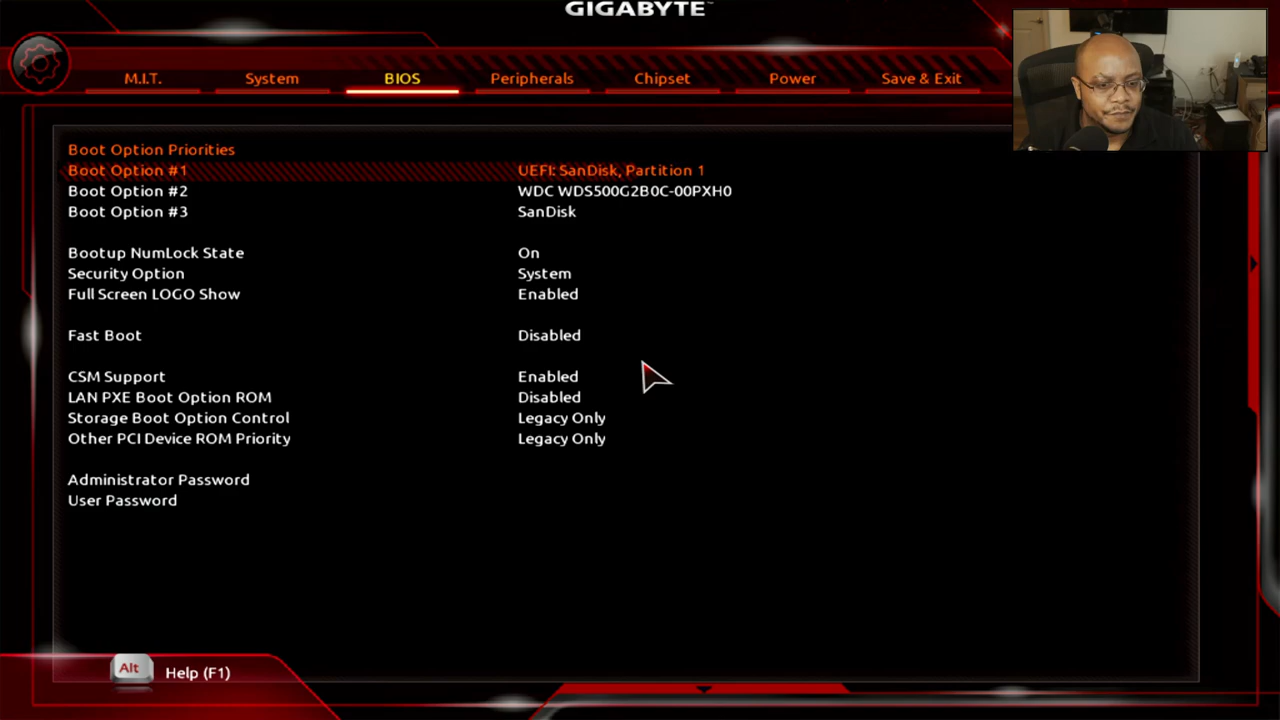 GIGABYTE™
M.I.T. System BIOS Peripherals Chipset Power Save & Exit
Boot Option Priorities
Boot Option #1 UEFI: SanDisk, Partition 1
Boot Option #2 WDC WDS500G2B0C-00PXH0
Boot Option #3 SanDisk
Bootup NumLock State On
Security Option System
Full Screen LOGO Show Enabled
Fast Boot Disabled
CSM Support Enabled
LAN PXE Boot Option ROM Disabled
Storage Boot Option Control Legacy Only
Other PCI Device ROM Priority Legacy Only
Administrator Password
User Password
Alt Help (F1)